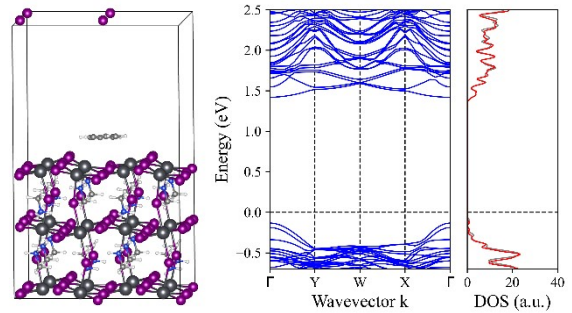 2.5
2.0
1.5
1.0
0.5
0.0
−0.5
Energy (eV)
Γ Y W X Γ
Wavevector k
0 20 40
DOS (a.u.)